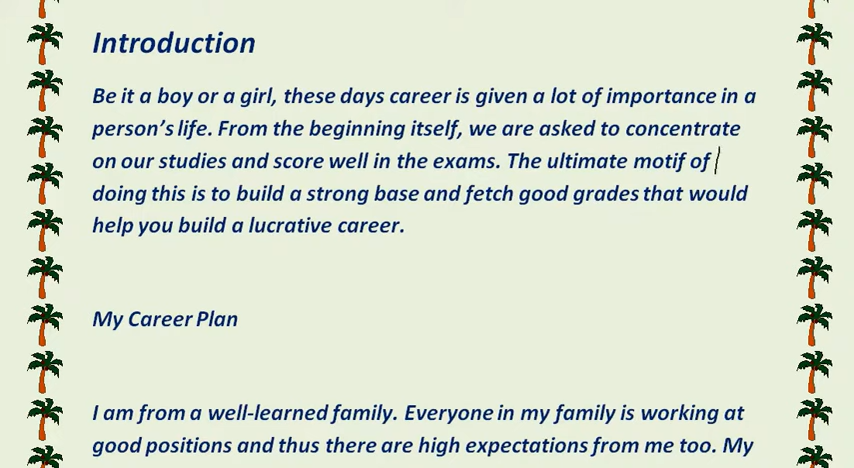 Introduction
Be it a boy or a girl, these days career is given a lot of importance in a
person's life. From the beginning itself, we are asked to concentrate
on our studies and score well in the exams. The ultimate motif of
doing this is to build a strong base and fetch good grades that would
help you build a lucrative career.
My Career Plan
I am from a well-learned family. Everyone in my family is working at
good positions and thus there are high expectations from me too. My